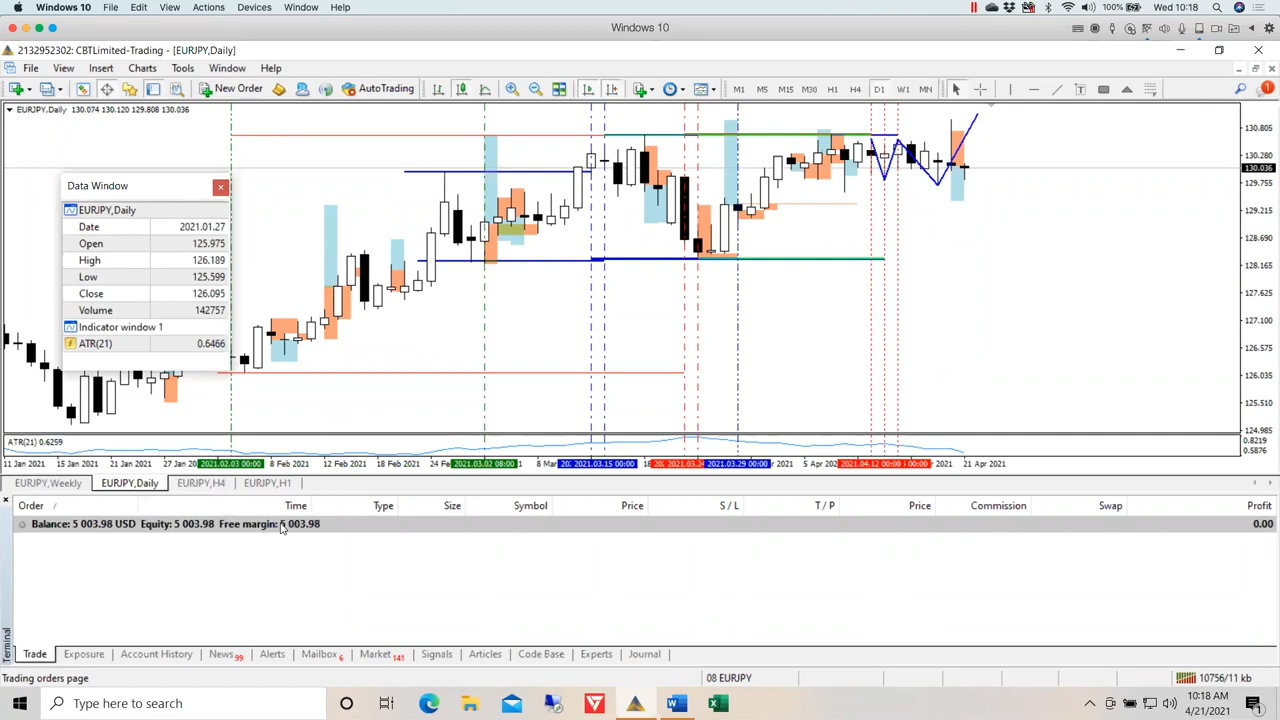 Windows 10 File Edit View Actions Devices Window Help 100% Wed 10:18
Windows 10
2132952302: CBTLimited-Trading - [EURJPY,Daily]
File View Insert Charts Tools Window Help
New Order AutoTrading M1 M5 M15 M30 H1 H4 D1 W1 MN 1
EURJPY,Daily 130.074 130.120 129.808 130.036
130.805
130.280
130.036
129.755
129.215
128.690
128.165
127.625
127.100
126.575
126.035
125.510
124.985
Data Window
EURJPY,Daily
Date 2021.01.27
Open 125.975
High 126.189
Low 125.599
Close 126.095
Volume 142757
Indicator window 1
ATR(21) 0.6466
ATR(21) 0.6259
0.8219
0.5876
11 Jan 2021 15 Jan 2021 21 Jan 2021 27 Jan 2021.02.03 00:00 8 Feb 2021 12 Feb 2021 18 Feb 2021 24 Fe 2021.03.02 08:00 8 Mar 2021.03.15 00:00 2021.03.29 00:00 2021 5 Apr 2021 2021.04.12 00:00 2021 21 Apr 2021
EURJPY,Weekly EURJPY,Daily EURJPY,H4 EURJPY,H1
Order Time Type Size Symbol Price S / L T / P Price Commission Swap Profit
Balance: 5 003.98 USD Equity: 5 003.98 Free margin: 5 003.98 0.00
Terminal
Trade Exposure Account History News 99 Alerts Mailbox 6 Market 141 Signals Articles Code Base Experts Journal
Trading orders page 08 EURJPY 10756/11 kb
Type here to search 10:18 AM
4/21/2021 1